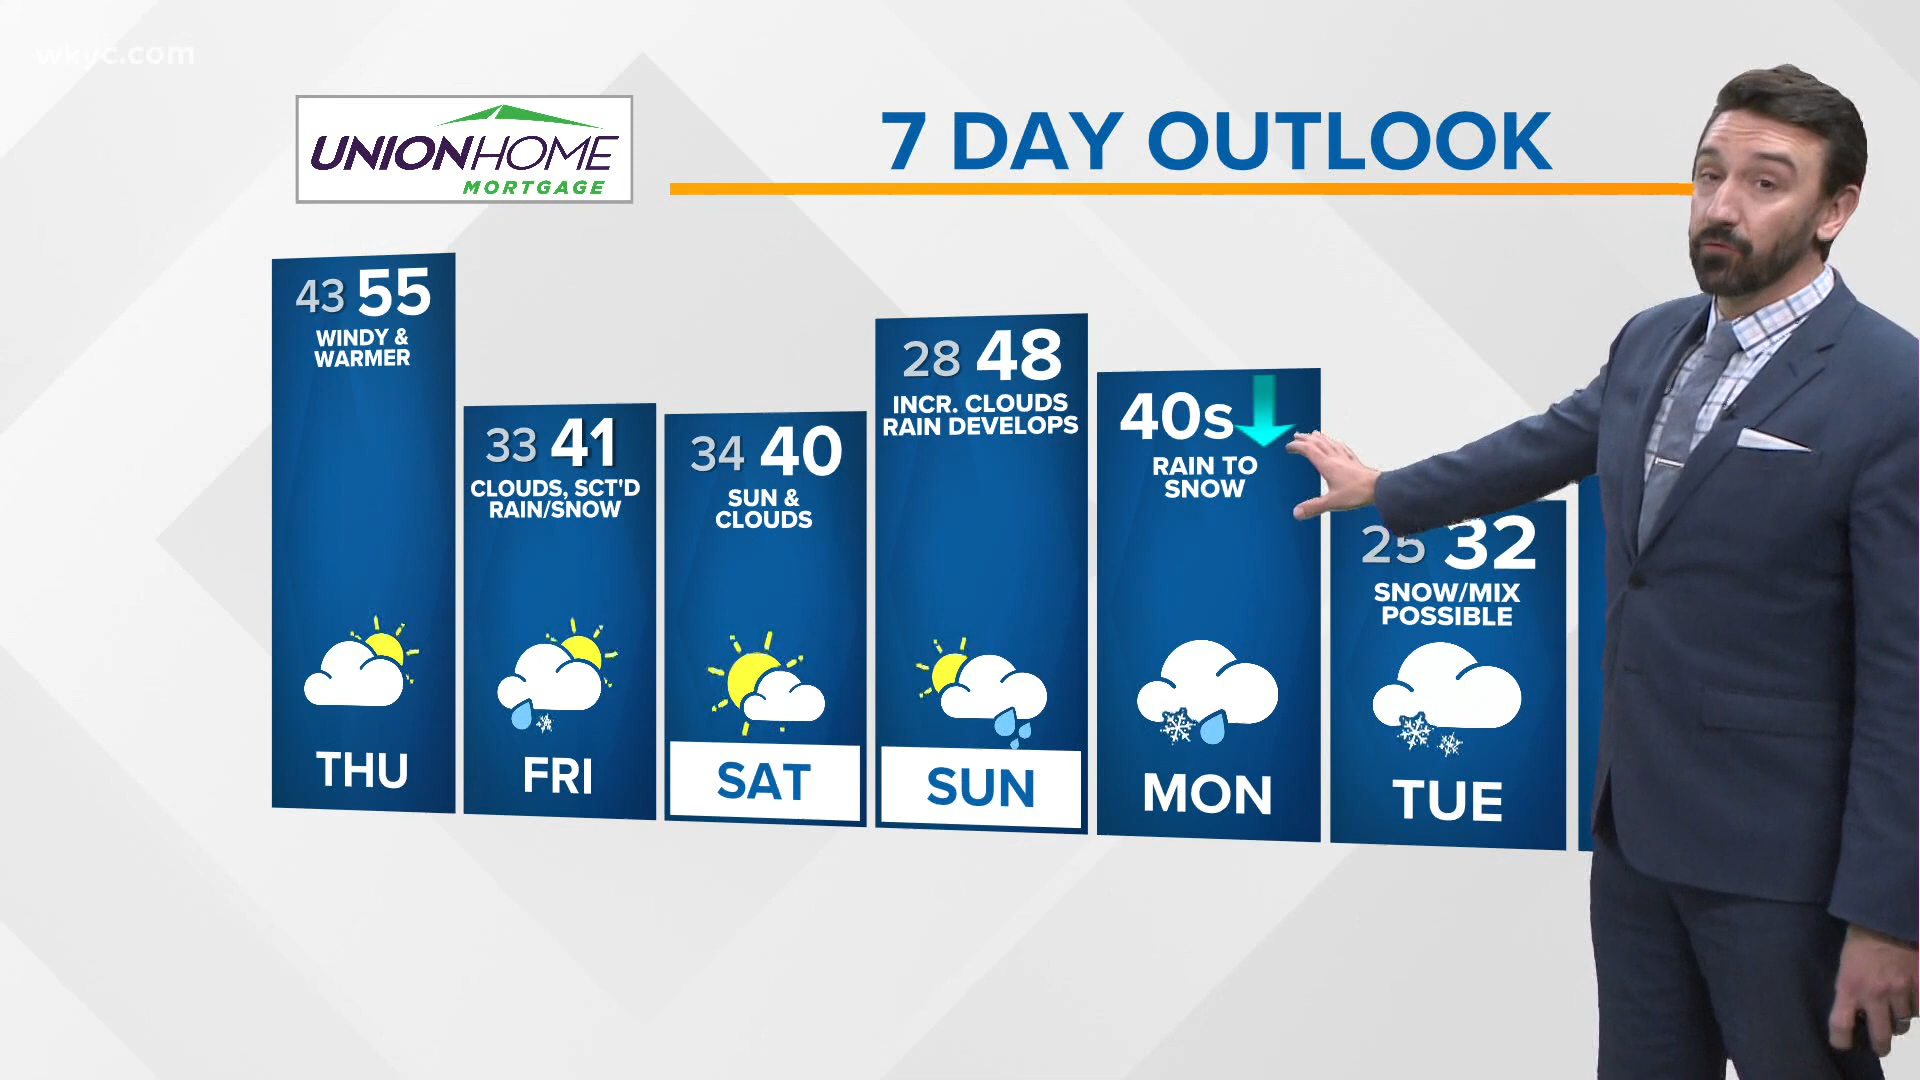 wkyc.com
UNIONHOME
MORTGAGE
7 DAY OUTLOOK
43 55
WINDY &
WARMER
THU
33 41
CLOUDS, SCT'D
RAIN/SNOW
FRI
34 40
SUN &
CLOUDS
SAT
28 48
INCR. CLOUDS
RAIN DEVELOPS
SUN
40s
RAIN TO
SNOW
MON
25 32
SNOW/MIX
POSSIBLE
TUE